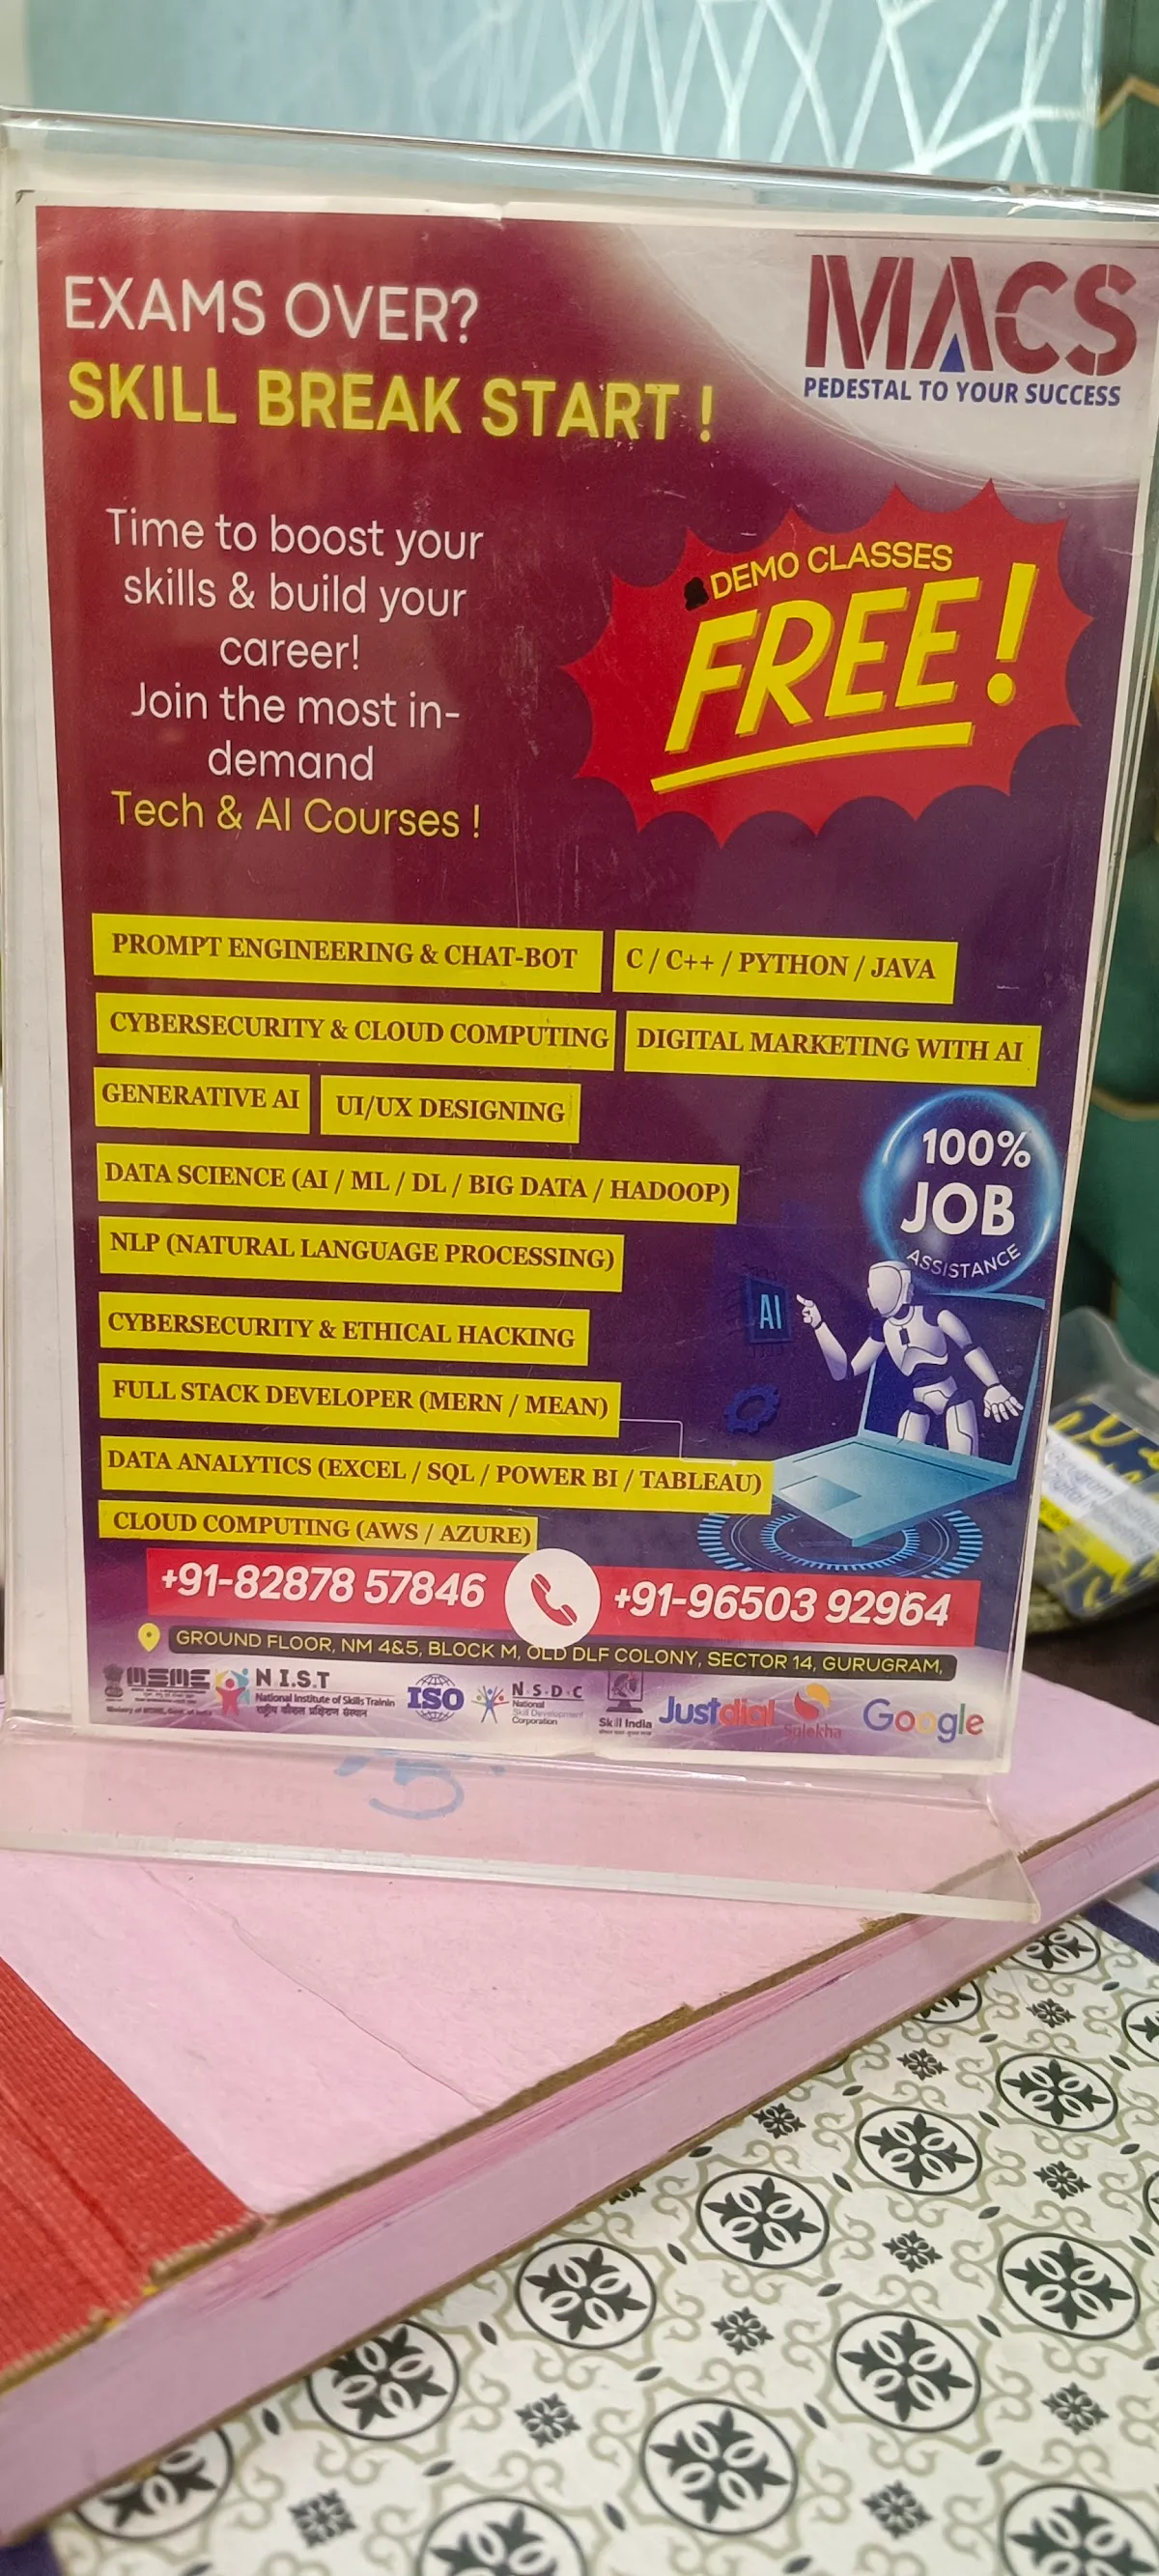 EXAMS OVER?
SKILL BREAK START !
MACS
PEDESTAL TO YOUR SUCCESS
Time to boost your
skills & build your
career!
Join the most in-
demand
Tech & AI Courses !
DEMO CLASSES
FREE!
PROMPT ENGINEERING & CHAT-BOT
C / C++ / PYTHON / JAVA
CYBERSECURITY & CLOUD COMPUTING
DIGITAL MARKETING WITH AI
GENERATIVE AI
UI/UX DESIGNING
DATA SCIENCE (AI / ML / DL / BIG DATA / HADOOP)
NLP (NATURAL LANGUAGE PROCESSING)
CYBERSECURITY & ETHICAL HACKING
FULL STACK DEVELOPER (MERN / MEAN)
DATA ANALYTICS (EXCEL / SQL / POWER BI / TABLEAU)
CLOUD COMPUTING (AWS / AZURE)
100%
JOB
ASSISTANCE
AI
+91-82878 57846
+91-96503 92964
GROUND FLOOR, NM 4&5, BLOCK M, OLD DLF COLONY, SECTOR 14, GURUGRAM,
MSME
N.I.S.T
National Institute of Skills Trainin
राष्ट्रीय कौशल प्रशिक्षण संस्थान
ISO
N·S·D·C
National
Skill Development
Corporation
Skill India
Justdial
Sulekha
Google